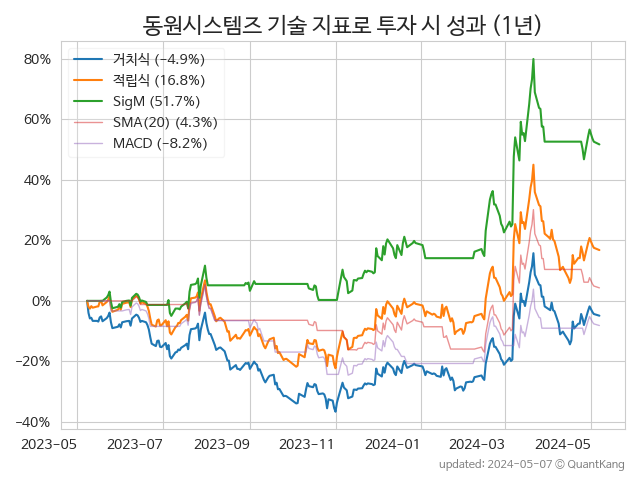 동원시스템즈 기술 지표로 투자 시 성과 (1년)
거치식 (−4.9%)
적립식 (16.8%)
SigM (51.7%)
SMA(20) (4.3%)
MACD (−8.2%)
80%
60%
40%
20%
0%
−20%
−40%
2023-05
2023-07
2023-09
2023-11
2024-01
2024-03
2024-05
updated: 2024-05-07 © QuantKang